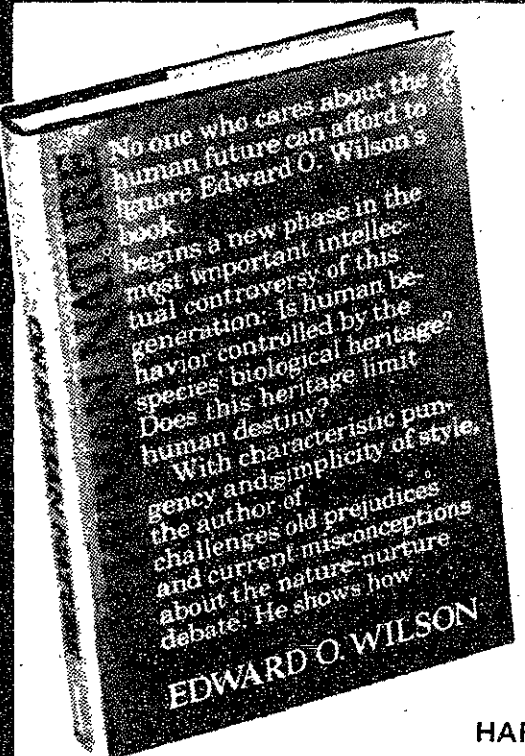 No one who cares about the
human future can afford to
ignore Edward O. Wilson's
book.
begins a new phase in the
most important intellec-
tual controversy of this
generation: Is human be-
havior controlled by the
species' biological heritage?
Does this heritage limit
human destiny?
With characteristic pun-
gency and simplicity of style,
the author of
challenges old prejudices
and current misconceptions
about the nature-nurture
debate. He shows how
EDWARD O. WILSON
NATURE
HAR